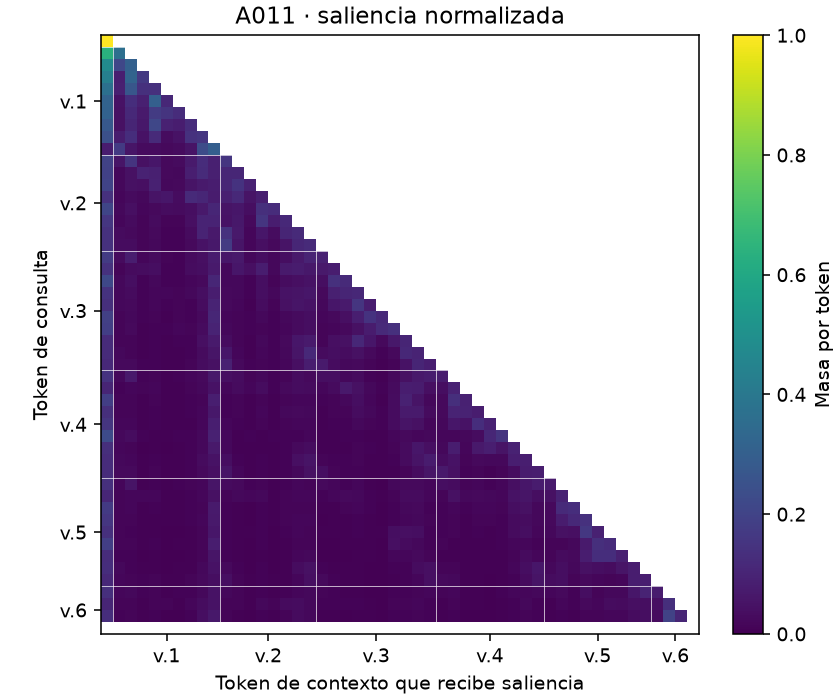 A011 · saliencia normalizada
Token de consulta
v.1
v.2
v.3
v.4
v.5
v.6
v.1 v.2 v.3 v.4 v.5 v.6
Token de contexto que recibe saliencia
1.0
0.8
0.6
0.4
0.2
0.0
Masa por token